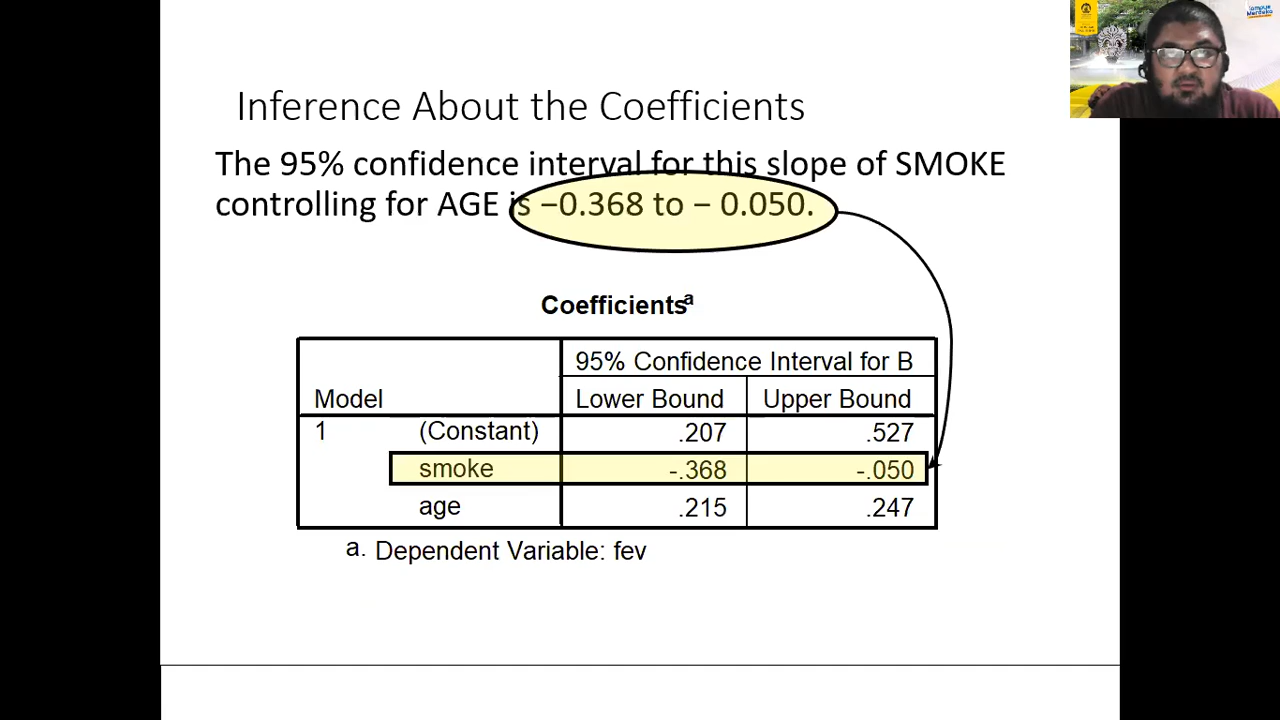 Inference About the Coefficients
The 95% confidence interval for this slope of SMOKE
controlling for AGE is −0.368 to − 0.050.
Coefficientsª
95% Confidence Interval for B
Model Lower Bound Upper Bound
1 (Constant) .207 .527
smoke -.368 -.050
age .215 .247
a. Dependent Variable: fev
Kampus
Merdeka